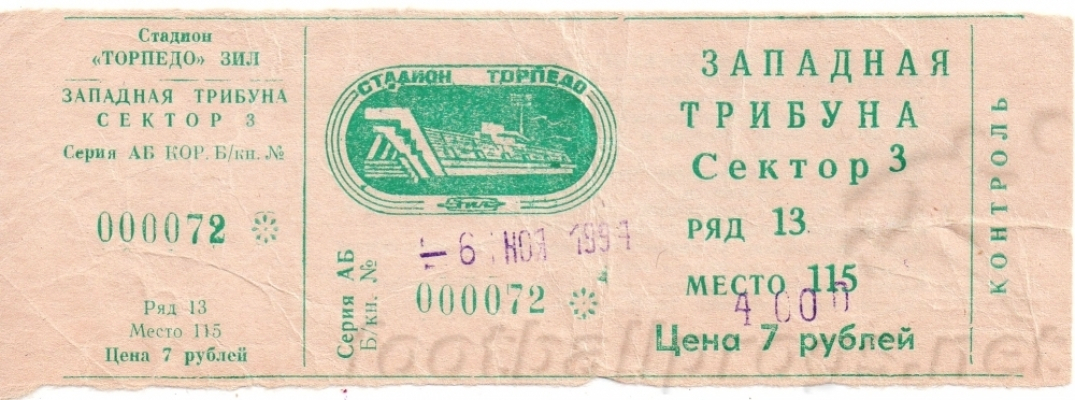 Стадион
«ТОРПЕДО» ЗИЛ
ЗАПАДНАЯ ТРИБУНА
СЕКТОР 3
Серия АБ КОР. Б/кн. №
000072
Ряд 13
Место 115
Цена 7 рублей
СТАДИОН ТОРПЕДО
ЗИЛ
- 6 НОЯ 1994
Серия АБ
Б/кн. №
000072
ЗАПАДНАЯ
ТРИБУНА
Сектор 3
РЯД 13
МЕСТО 115
4000
Цена 7 рублей
КОНТРОЛЬ